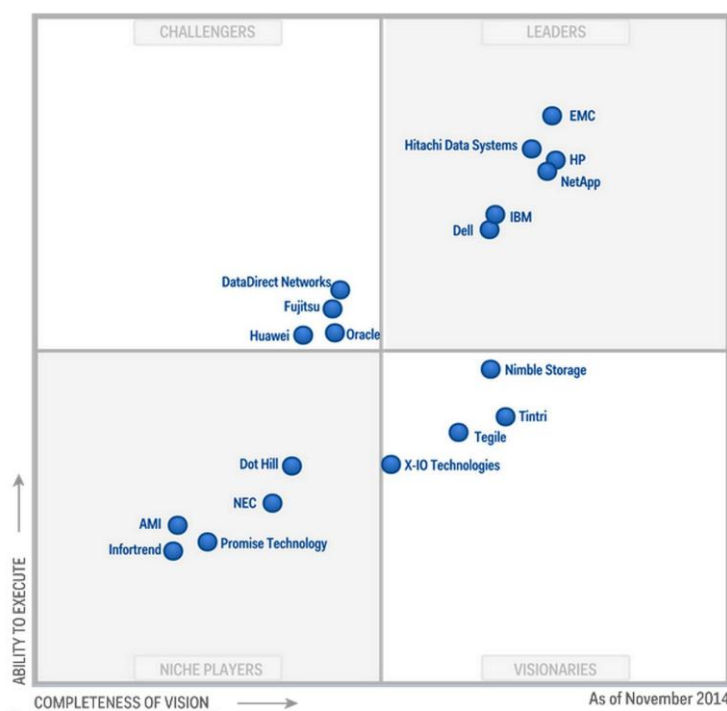 CHALLENGERS
LEADERS
EMC
Hitachi Data Systems
HP
NetApp
IBM
Dell
DataDirect Networks
Fujitsu
Huawei
Oracle
Nimble Storage
Tintri
Tegile
X-IO Technologies
Dot Hill
NEC
AMI
Promise Technology
Infortrend
ABILITY TO EXECUTE
NICHE PLAYERS
VISIONARIES
COMPLETENESS OF VISION
As of November 2014